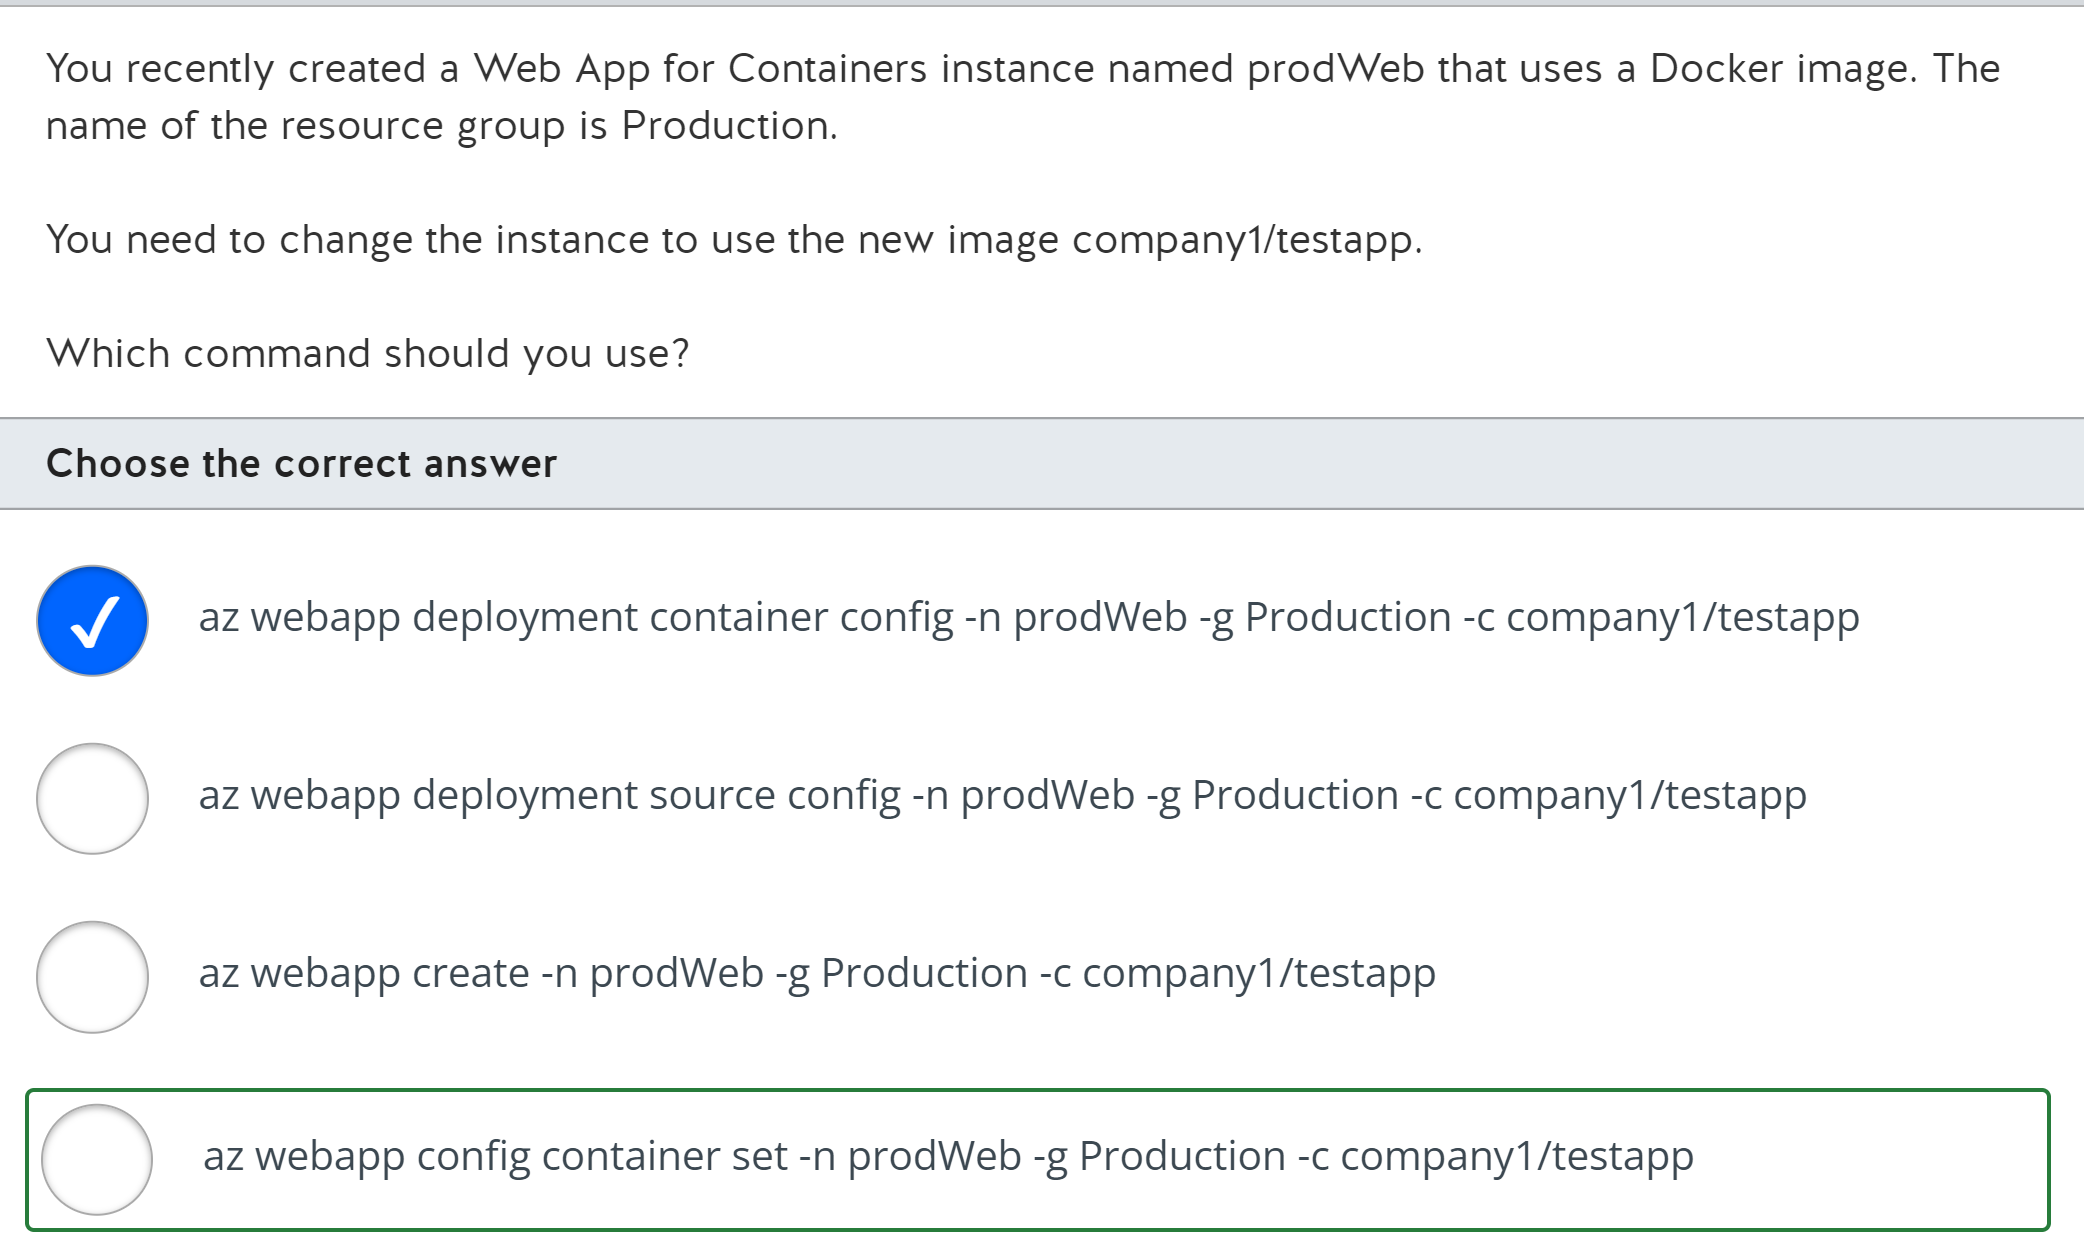 You recently created a Web App for Containers instance named prodWeb that uses a Docker image. The
name of the resource group is Production.
You need to change the instance to use the new image company1/testapp.
Which command should you use?
Choose the correct answer
az webapp deployment container config -n prodWeb -g Production -c company1/testapp
az webapp deployment source config -n prodWeb -g Production -c company1/testapp
az webapp create -n prodWeb -g Production -c company1/testapp
az webapp config container set -n prodWeb -g Production -c company1/testapp